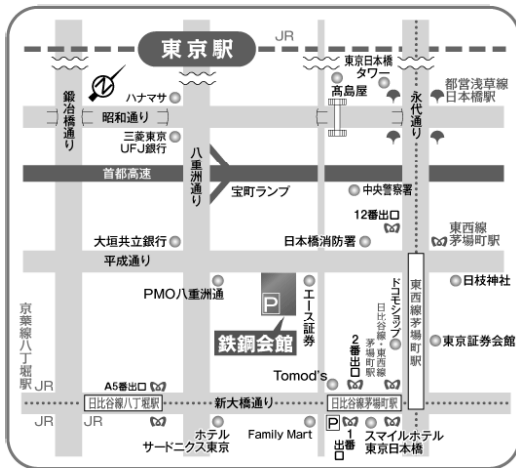 JR
東京駅
東京日本橋
タワー
髙島屋
都営浅草線
日本橋駅
鍛冶橋通り
ハナマサ
永代通り
昭和通り
三菱東京
UFJ銀行
八重洲通り
首都高速
宝町ランプ
中央警察署
12番出口
東西線
茅場町駅
大垣共立銀行
日本橋消防署
平成通り
日枝神社
PMO八重洲通
P
エース証券
ドコモショップ
東西線茅場町駅
鉄鋼会館
京葉線八丁堀駅
2番出口
日比谷線・東西線
茅場町駅
東京証券会館
Tomod's
JR
A5番出口
日比谷線八丁堀駅
新大橋通り
日比谷線茅場町駅
JR
JR
ホテル
サードニクス東京
Family Mart
P
1番
出口
スマイルホテル
東京日本橋